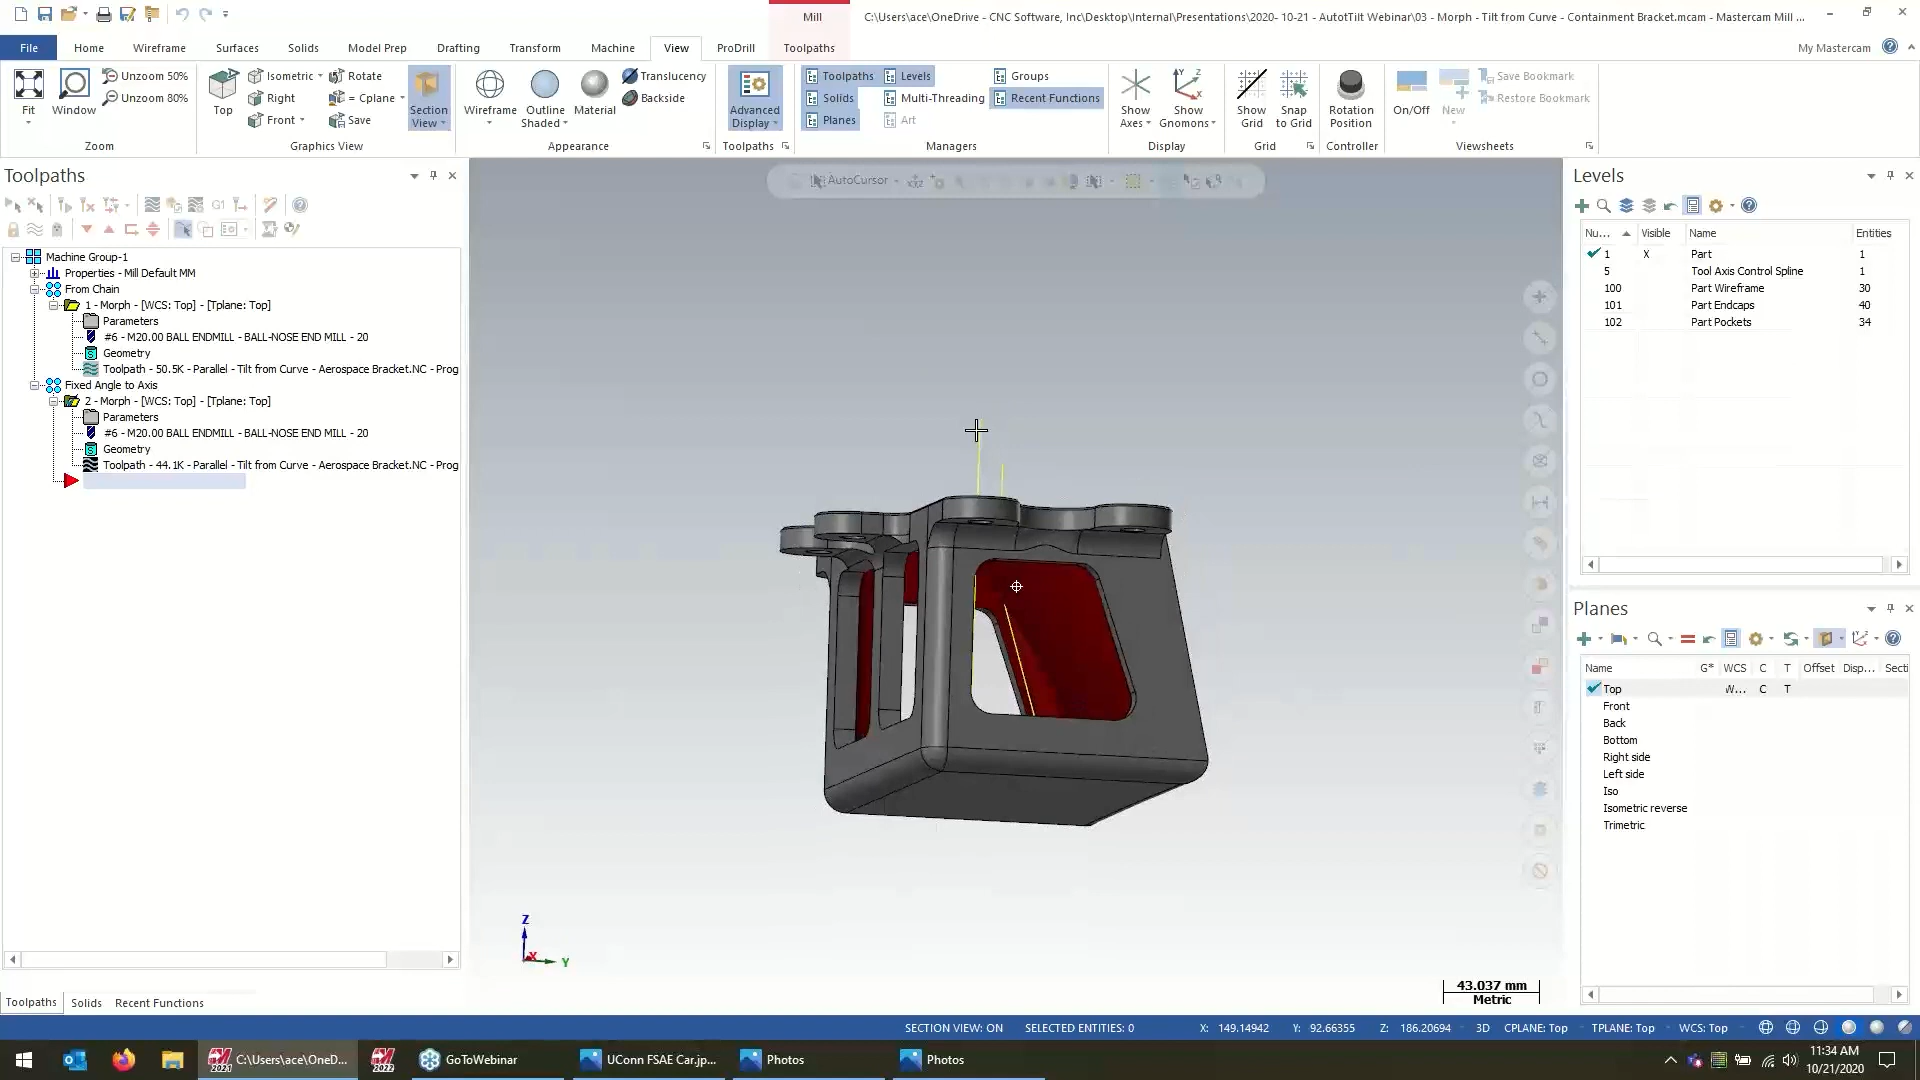 Mill
C:\Users\ace\OneDrive - CNC Software, Inc\Desktop\Internal\Presentations\2020- 10-21 - AutotTilt Webinar\03 - Morph - Tilt from Curve - Containment Bracket.mcam - Mastercam Mill ...
File Home Wireframe Surfaces Solids Model Prep Drafting Transform Machine View ProDrill Toolpaths My Mastercam
Unzoom 50% Isometric Rotate Translucency Toolpaths Levels Groups Save Bookmark
Unzoom 80% Right = Cplane Backside Solids Multi-Threading Recent Functions Restore Bookmark
Fit Window Top Front Save Section View Wireframe Outline Shaded Material Advanced Display Planes Art Show Axes Show Gnomons Show Grid Snap to Grid Rotation Position On/Off New
Zoom Graphics View Appearance Toolpaths Managers Display Grid Controller Viewsheets
Toolpaths
G1
Machine Group-1
Properties - Mill Default MM
From Chain
1 - Morph - [WCS: Top] - [Tplane: Top]
Parameters
#6 - M20.00 BALL ENDMILL - BALL-NOSE END MILL - 20
Geometry
Toolpath - 50.5K - Parallel - Tilt from Curve - Aerospace Bracket.NC - Prog
Fixed Angle to Axis
2 - Morph - [WCS: Top] - [Tplane: Top]
Parameters
#6 - M20.00 BALL ENDMILL - BALL-NOSE END MILL - 20
Geometry
Toolpath - 44.1K - Parallel - Tilt from Curve - Aerospace Bracket.NC - Prog
Toolpaths Solids Recent Functions
AutoCursor
Z
X
Y
43.037 mm
Metric
Levels
Nu... Visible Name Entities
1 X Part 1
5 Tool Axis Control Spline 1
100 Part Wireframe 30
101 Part Endcaps 40
102 Part Pockets 34
Planes
Name G* WCS C T Offset Disp... Secti
Top W... C T
Front
Back
Bottom
Right side
Left side
Iso
Isometric reverse
Trimetric
SECTION VIEW: ON SELECTED ENTITIES: 0 X: 149.14942 Y: 92.66355 Z: 186.20694 3D CPLANE: Top TPLANE: Top WCS: Top
2021 C:\Users\ace\OneD... 2022 GoToWebinar UConn FSAE Car.jp... Photos Photos
11:34 AM
10/21/2020